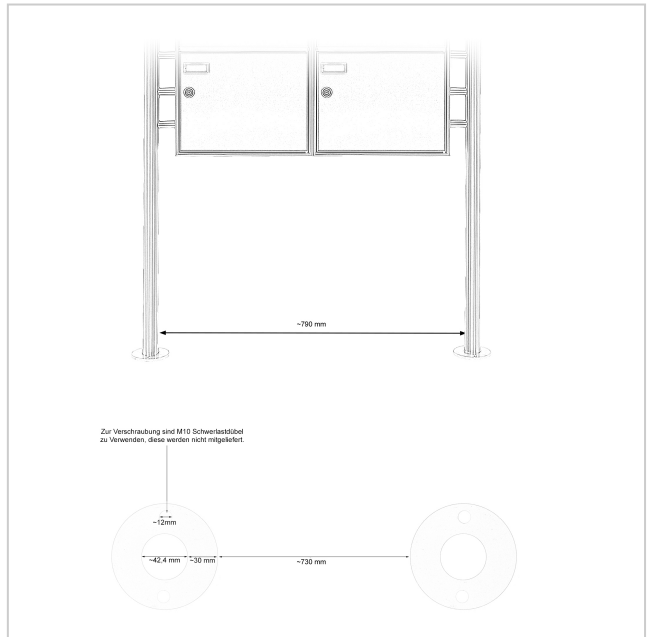 ~790 mm
Zur Verschraubung sind M10 Schwerlastdübel
zu Verwenden, diese werden nicht mitgeliefert.
~12mm
~42,4 mm
~30 mm
~730 mm